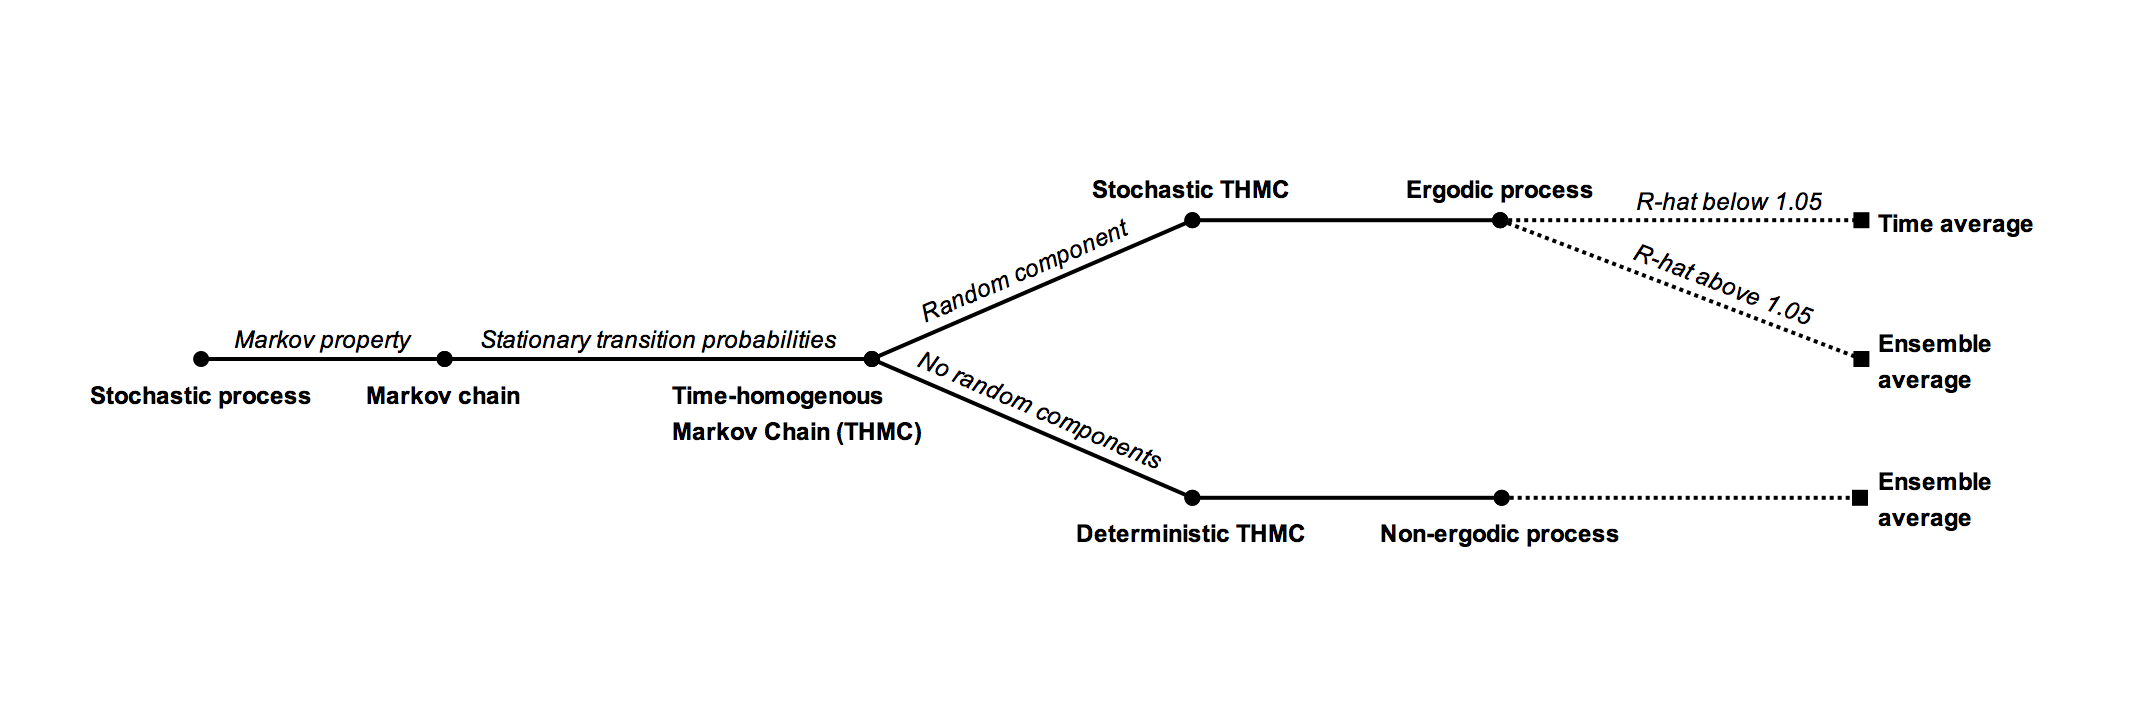 Stochastic THMC
Ergodic process
R-hat below 1.05
Time average
Random component
R-hat above 1.05
Markov property
Stationary transition probabilities
Ensemble
average
No random components
Stochastic process
Markov chain
Time-homogenous
Markov Chain (THMC)
Ensemble
average
Deterministic THMC
Non-ergodic process